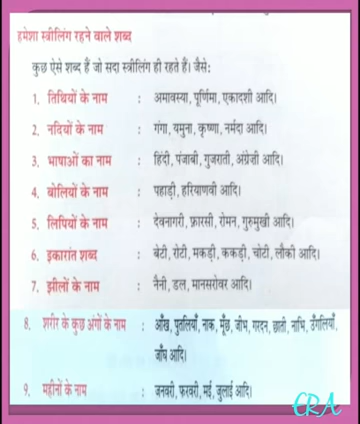 हमेशा स्त्रीलिंग रहने वाले शब्द
कुछ ऐसे शब्द हैं जो सदा स्त्रीलिंग ही रहते हैं। जैसे:
1. तिथियों के नाम : अमावस्या, पूर्णिमा, एकादशी आदि।
2. नदियों के नाम : गंगा, यमुना, कृष्णा, नर्मदा आदि।
3. भाषाओं का नाम : हिंदी, पंजाबी, गुजराती, अंग्रेज़ी आदि।
4. बोलियों के नाम : पहाड़ी, हरियाणवी आदि।
5. लिपियों के नाम : देवनागरी, फ़ारसी, रोमन, गुरुमुखी आदि।
6. इकारांत शब्द : बेटी, रोटी, मकड़ी, ककड़ी, चोटी, लौकी आदि।
7. झीलों के नाम : नैनी, डल, मानसरोवर आदि।
8. शरीर के कुछ अंगों के नाम : आँख, पुतलियाँ, नाक, मूँछ, जीभ, गरदन, छाती, नाभि, उँगलियाँ,
जाँघ आदि।
9. महीनों के नाम : जनवरी, फरवरी, मई, जुलाई आदि।
ERA